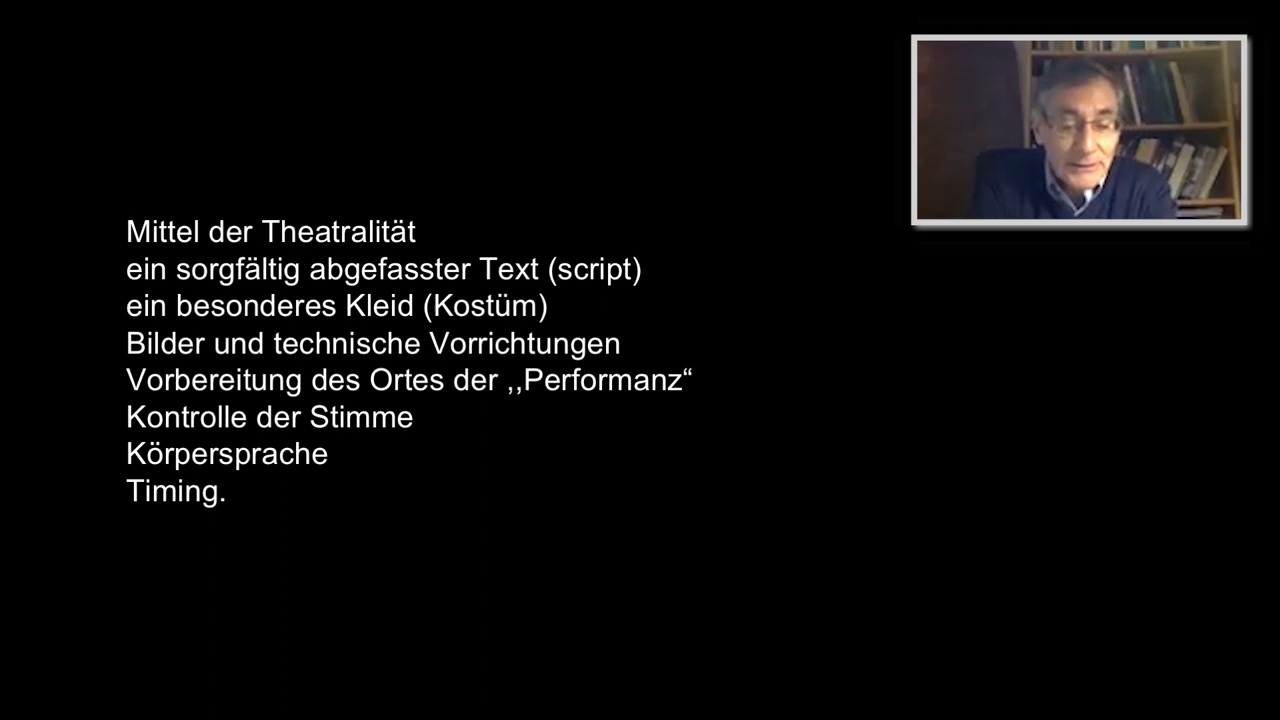 Mittel der Theatralität
ein sorgfältig abgefasster Text (script)
ein besonderes Kleid (Kostüm)
Bilder und technische Vorrichtungen
Vorbereitung des Ortes der ,,Performanz“
Kontrolle der Stimme
Körpersprache
Timing.